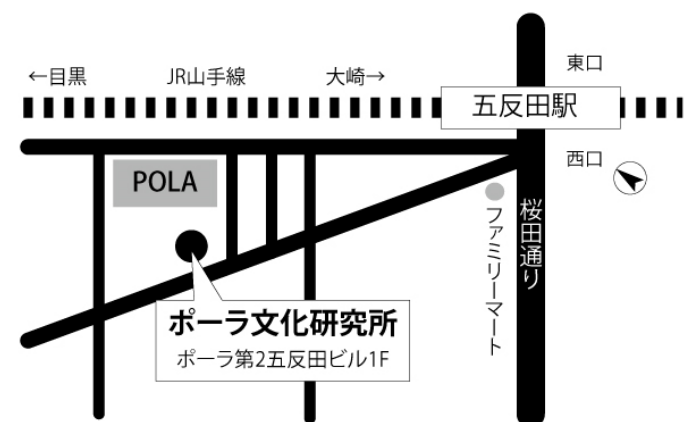 ←目黒
JR山手線
大崎→
東口
五反田駅
西口
POLA
桜田通り
ファミリーマート
ポーラ文化研究所
ポーラ第2五反田ビル1F